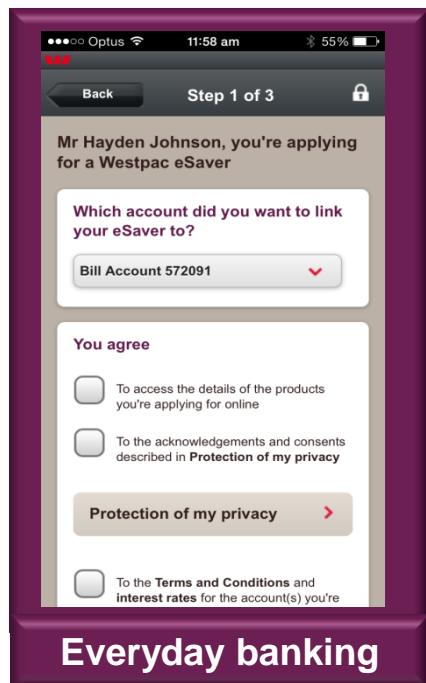 Optus 11:58 am 55%
Back Step 1 of 3
Mr Hayden Johnson, you're applying
for a Westpac eSaver
Which account did you want to link
your eSaver to?
Bill Account 572091
You agree
To access the details of the products
you're applying for online
To the acknowledgements and consents
described in Protection of my privacy
Protection of my privacy
To the Terms and Conditions and
interest rates for the account(s) you're
Everyday banking